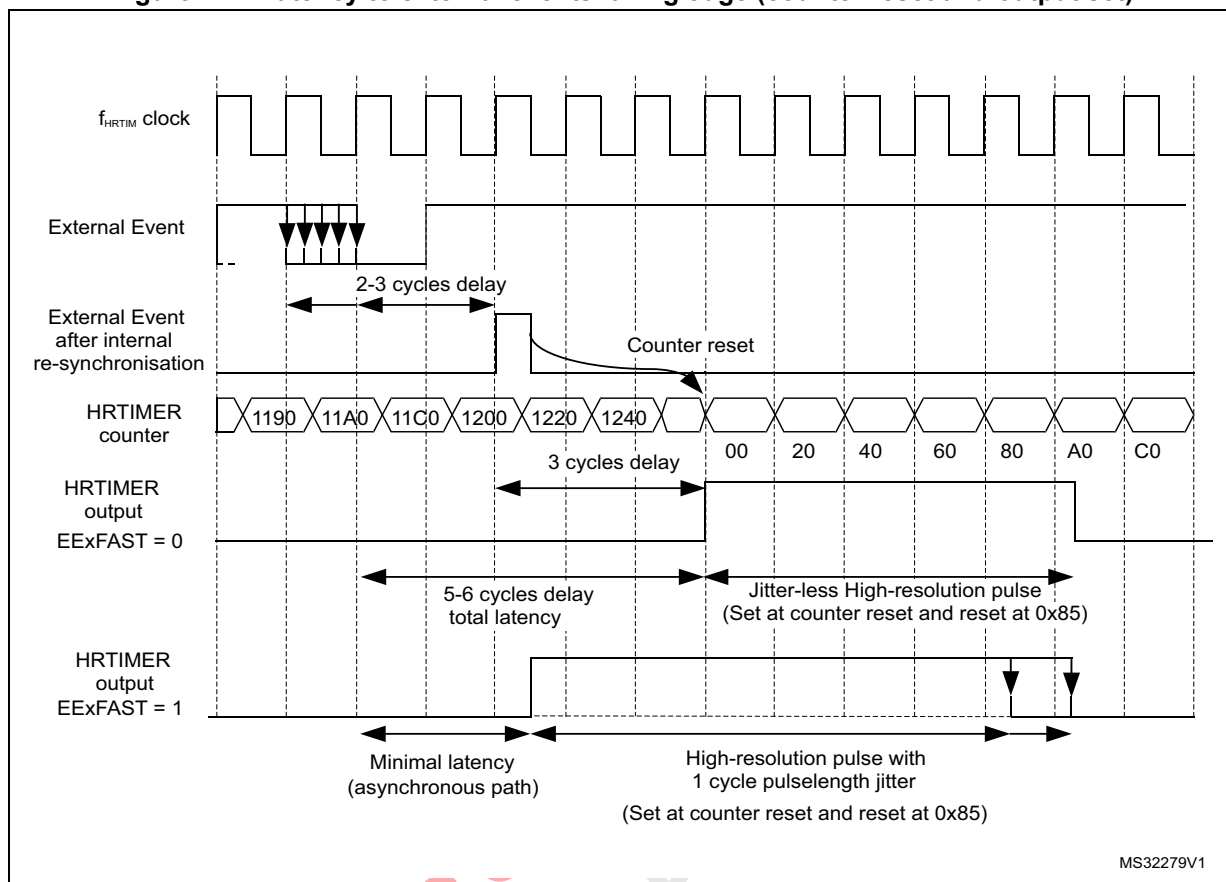 f HRTIM clock
External Event
2-3 cycles delay
External Event
after internal
re-synchronisation
Counter reset
HRTIMER
counter
1190 11A0 11C0 1200 1220 1240
00 20 40 60 80 A0 C0
3 cycles delay
HRTIMER
output
EExFAST = 0
5-6 cycles delay
total latency
Jitter-less High-resolution pulse
(Set at counter reset and reset at 0x85)
HRTIMER
output
EExFAST = 1
Minimal latency
(asynchronous path)
High-resolution pulse with
1 cycle pulselength jitter
(Set at counter reset and reset at 0x85)
MS32279V1